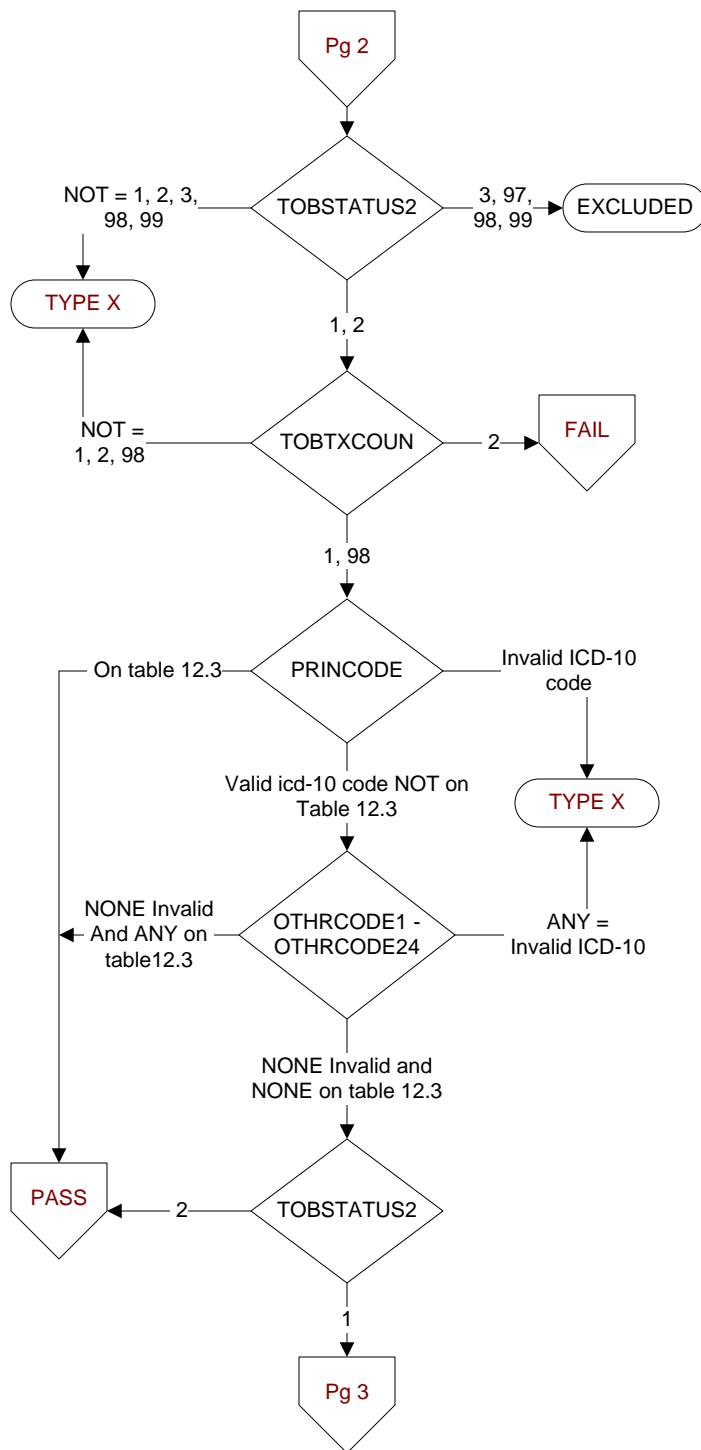 Pg 2
NOT = 1, 2, 3,
98, 99
TOBSTATUS2
3, 97,
98, 99
EXCLUDED
TYPE X
1, 2
NOT =
1, 2, 98
TOBTXCOUN
2
FAIL
1, 98
On table 12.3
PRINCODE
Invalid ICD-10
code
Valid icd-10 code NOT on
Table 12.3
TYPE X
NONE Invalid
And ANY on
table12.3
OTHRCODE1 -
OTHRCODE24
ANY =
Invalid ICD-10
NONE Invalid and
NONE on table 12.3
PASS
2
TOBSTATUS2
1
Pg 3